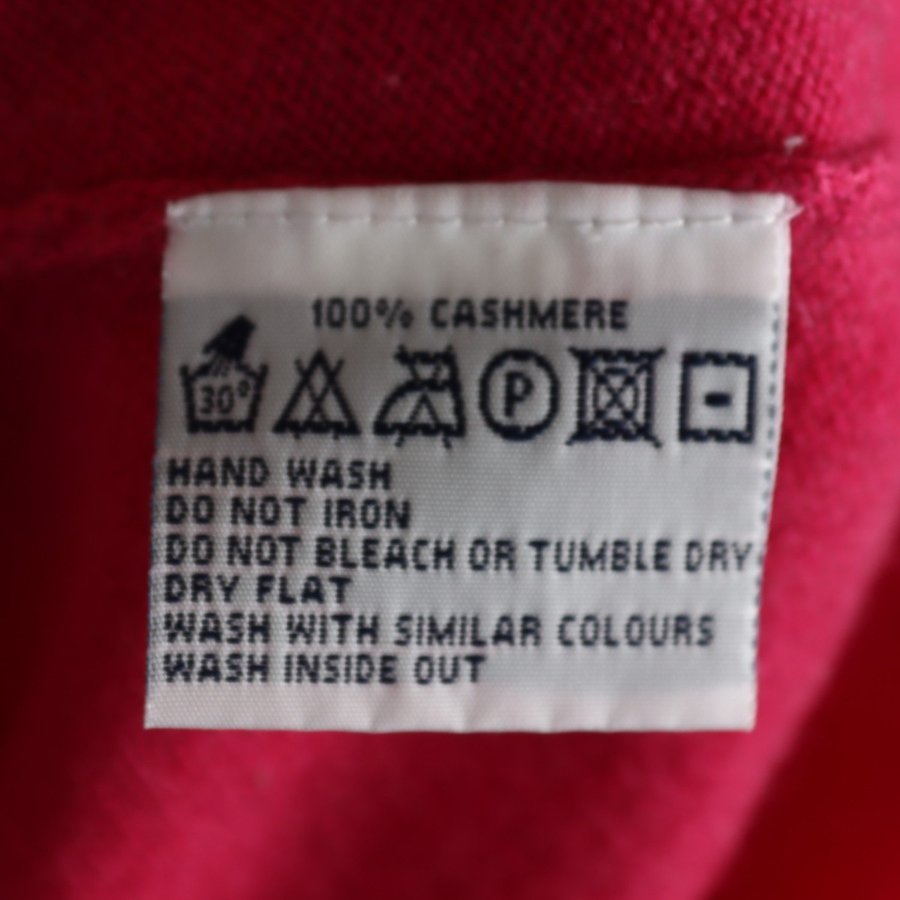 100% CASHMERE
30°
P
HAND WASH
DO NOT IRON
DO NOT BLEACH OR TUMBLE DRY
DRY FLAT
WASH WITH SIMILAR COLOURS
WASH INSIDE OUT